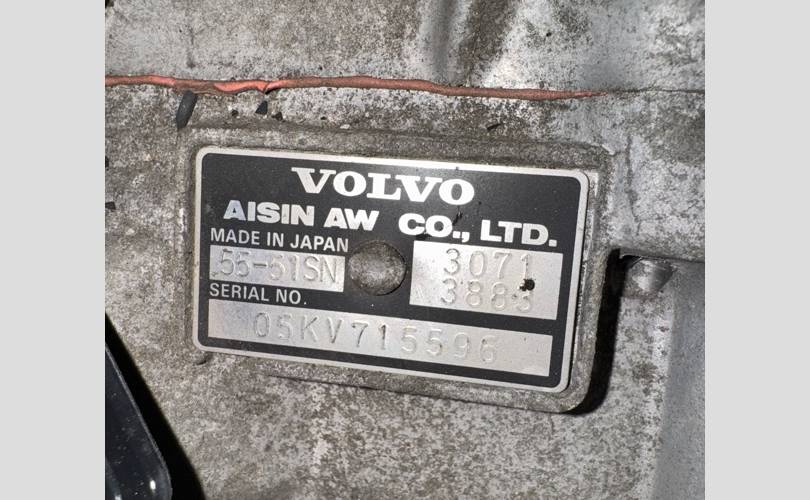 VOLVO
AISIN AW CO., LTD.
MADE IN JAPAN
55-51SN
3071
3883
SERIAL NO.
05KV715596